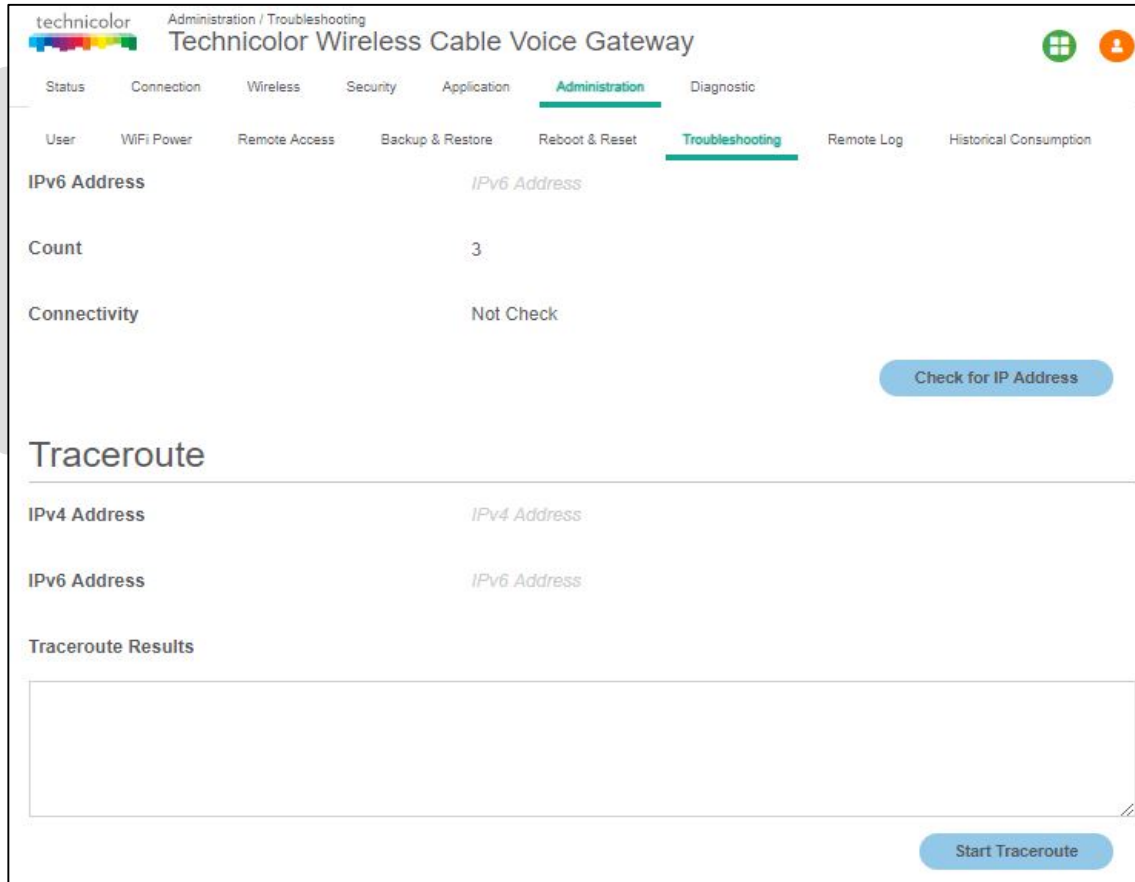 technicolor
Administration / Troubleshooting
Technicolor Wireless Cable Voice Gateway
Status Connection Wireless Security Application Administration Diagnostic
User WiFi Power Remote Access Backup & Restore Reboot & Reset Troubleshooting Remote Log Historical Consumption
IPv6 Address IPv6 Address
Count 3
Connectivity Not Check
Check for IP Address
Traceroute
IPv4 Address IPv4 Address
IPv6 Address IPv6 Address
Traceroute Results
Start Traceroute